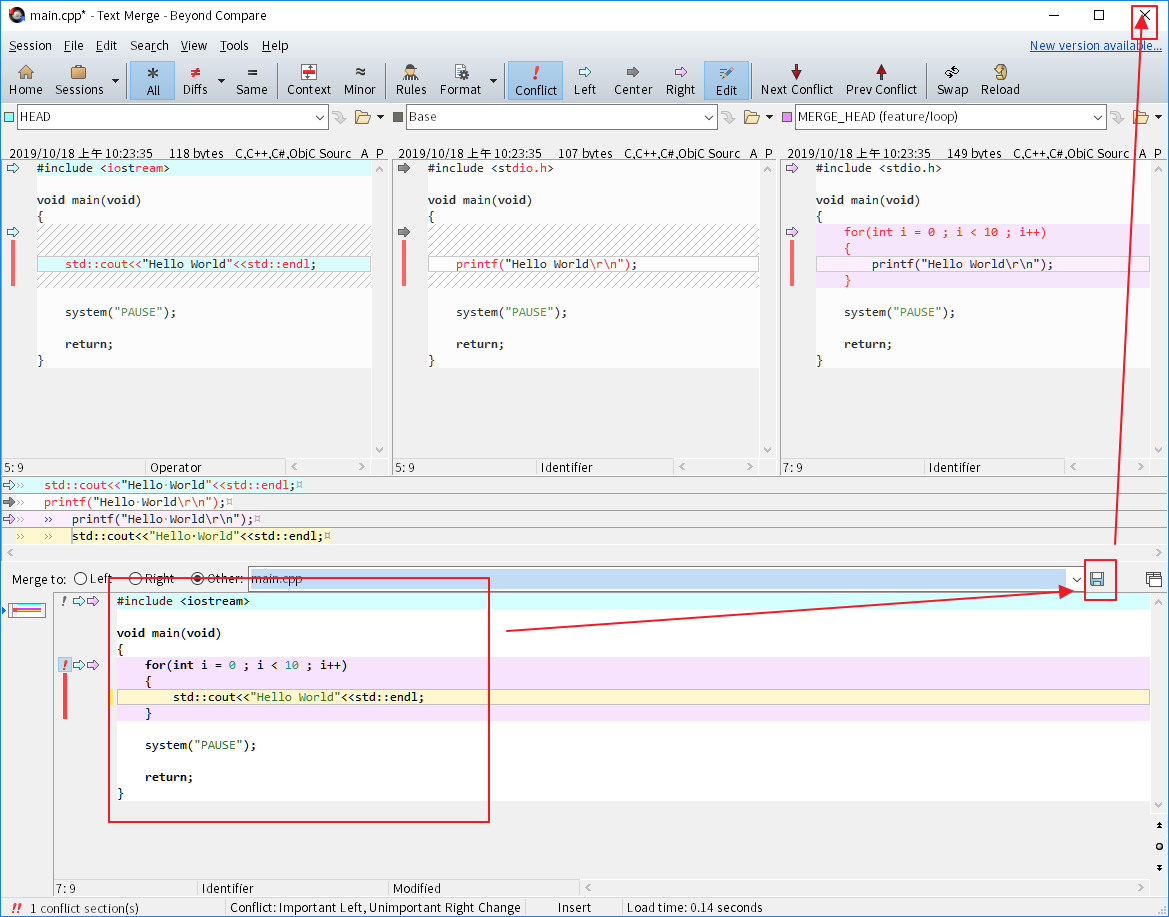 main.cpp* - Text Merge - Beyond Compare
Session File Edit Search View Tools Help New version available...
Home Sessions All Diffs Same Context Minor Rules Format Conflict Left Center Right Edit Next Conflict Prev Conflict Swap Reload
HEAD Base MERGE_HEAD (feature/loop)
2019/10/18 上午 10:23:35 118 bytes C,C++,C#,ObjC Sourc A P
#include <iostream>
void main(void)
{
std::cout<<"Hello World"<<std::endl;
system("PAUSE");
return;
}
5: 9 Operator
2019/10/18 上午 10:23:35 107 bytes C,C++,C#,ObjC Sourc A P
#include <stdio.h>
void main(void)
{
printf("Hello World\r\n");
system("PAUSE");
return;
}
5: 9 Identifier
2019/10/18 上午 10:23:35 149 bytes C,C++,C#,ObjC Sourc A P
#include <stdio.h>
void main(void)
{
for(int i = 0 ; i < 10 ; i++)
{
printf("Hello World\r\n");
}
system("PAUSE");
return;
}
7: 9 Identifier
std::cout<<"Hello·World"<<std::endl;¤
printf("Hello·World\r\n");¤
printf("Hello·World\r\n");¤
std::cout<<"Hello·World"<<std::endl;¤
Merge to: Left Right Other: main.cpp
#include <iostream>
void main(void)
{
for(int i = 0 ; i < 10 ; i++)
{
std::cout<<"Hello World"<<std::endl;
}
system("PAUSE");
return;
}
7: 9 Identifier Modified
1 conflict section(s) Conflict: Important Left, Unimportant Right Change Insert Load time: 0.14 seconds